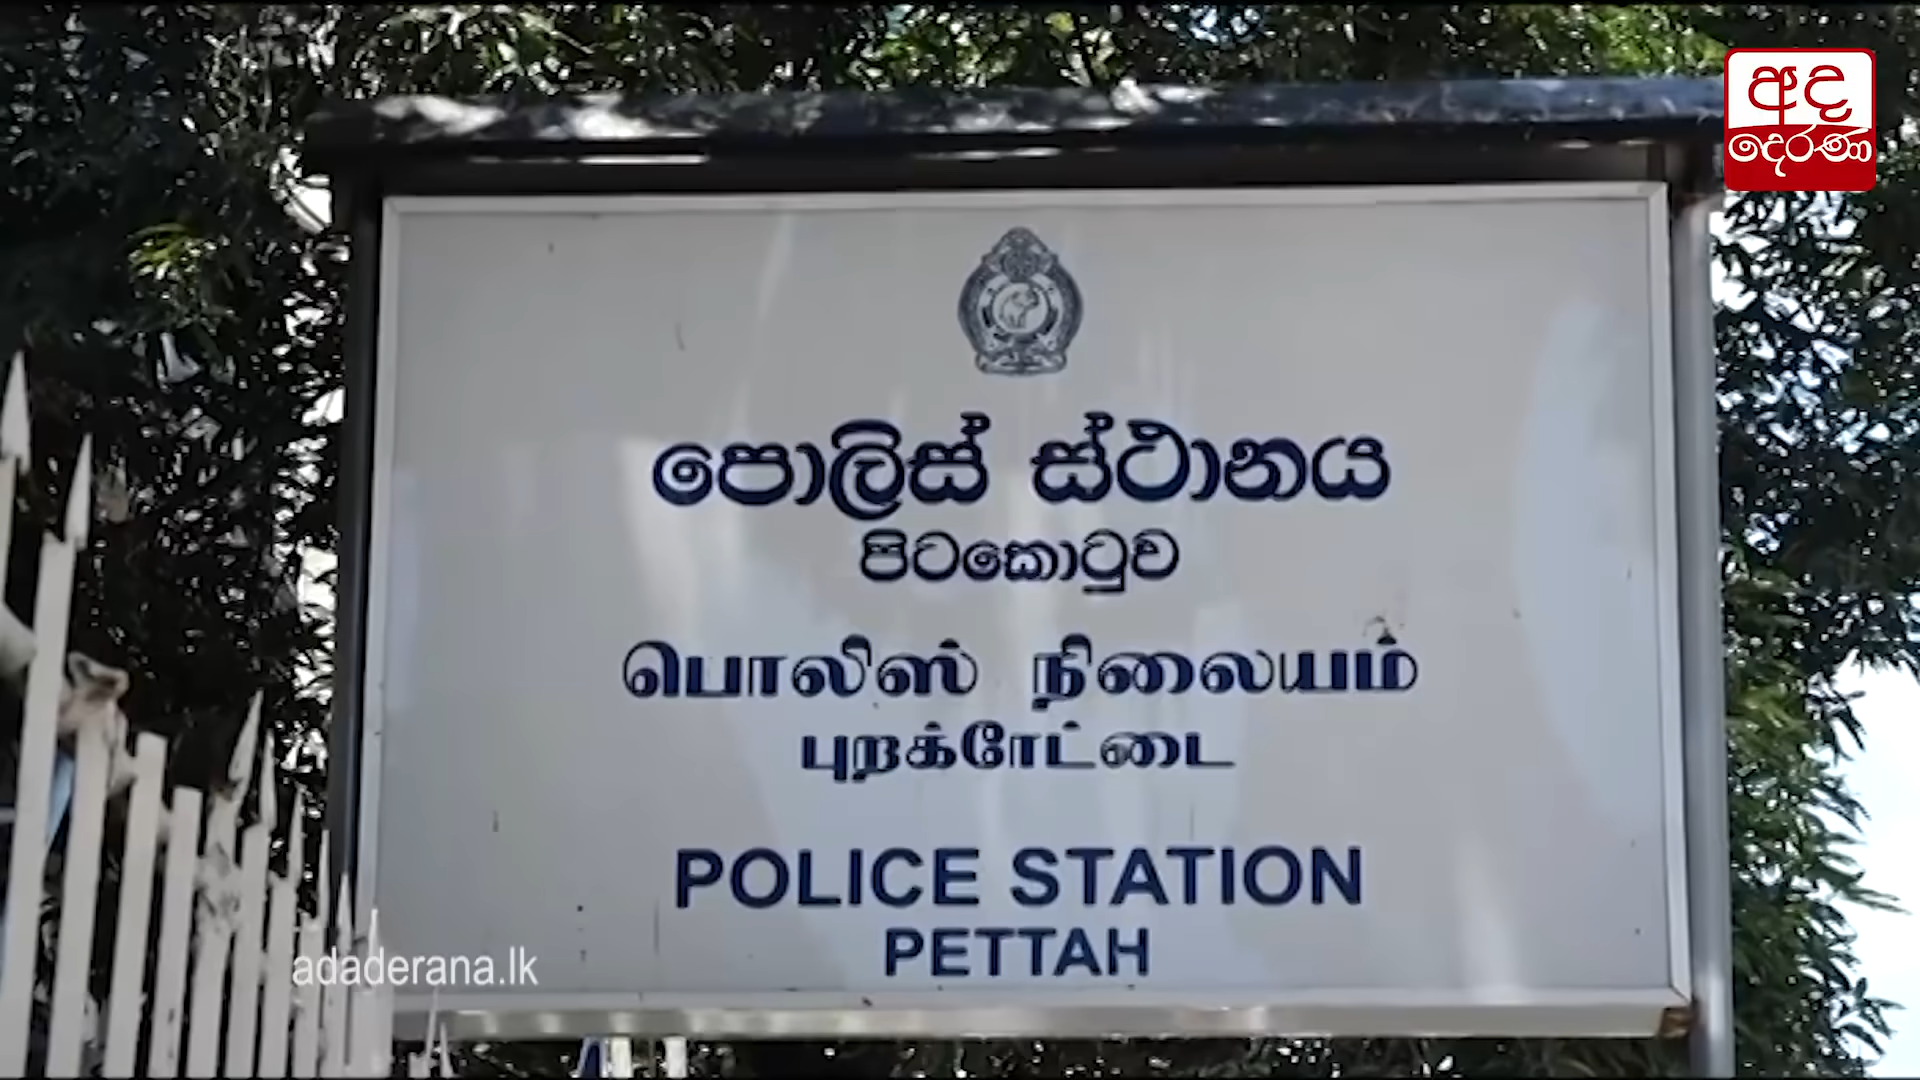 අද
දෙරණ
පොලිස් ස්ථානය
පිටකොටුව
பொலிஸ் நிலையம்
புறக்கோட்டை
POLICE STATION
PETTAH
adaderana.lk